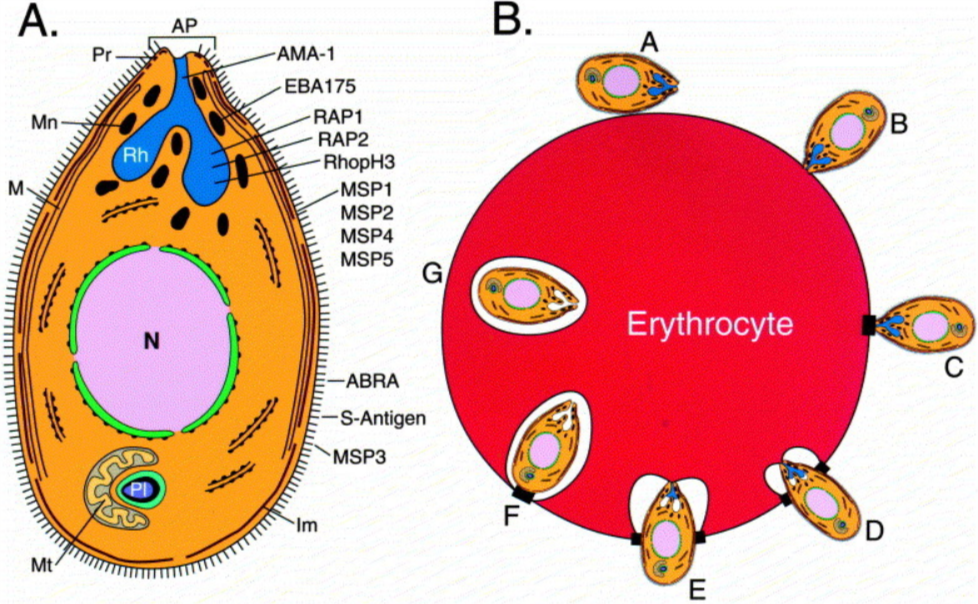 A.
AP
Pr
AMA-1
EBA175
Mn
RAP1
Rh
RAP2
RhopH3
M
MSP1
MSP2
MSP4
MSP5
N
ABRA
S-Antigen
MSP3
Pl
Im
Mt
B.
A
B
G
Erythrocyte
C
F
D
E